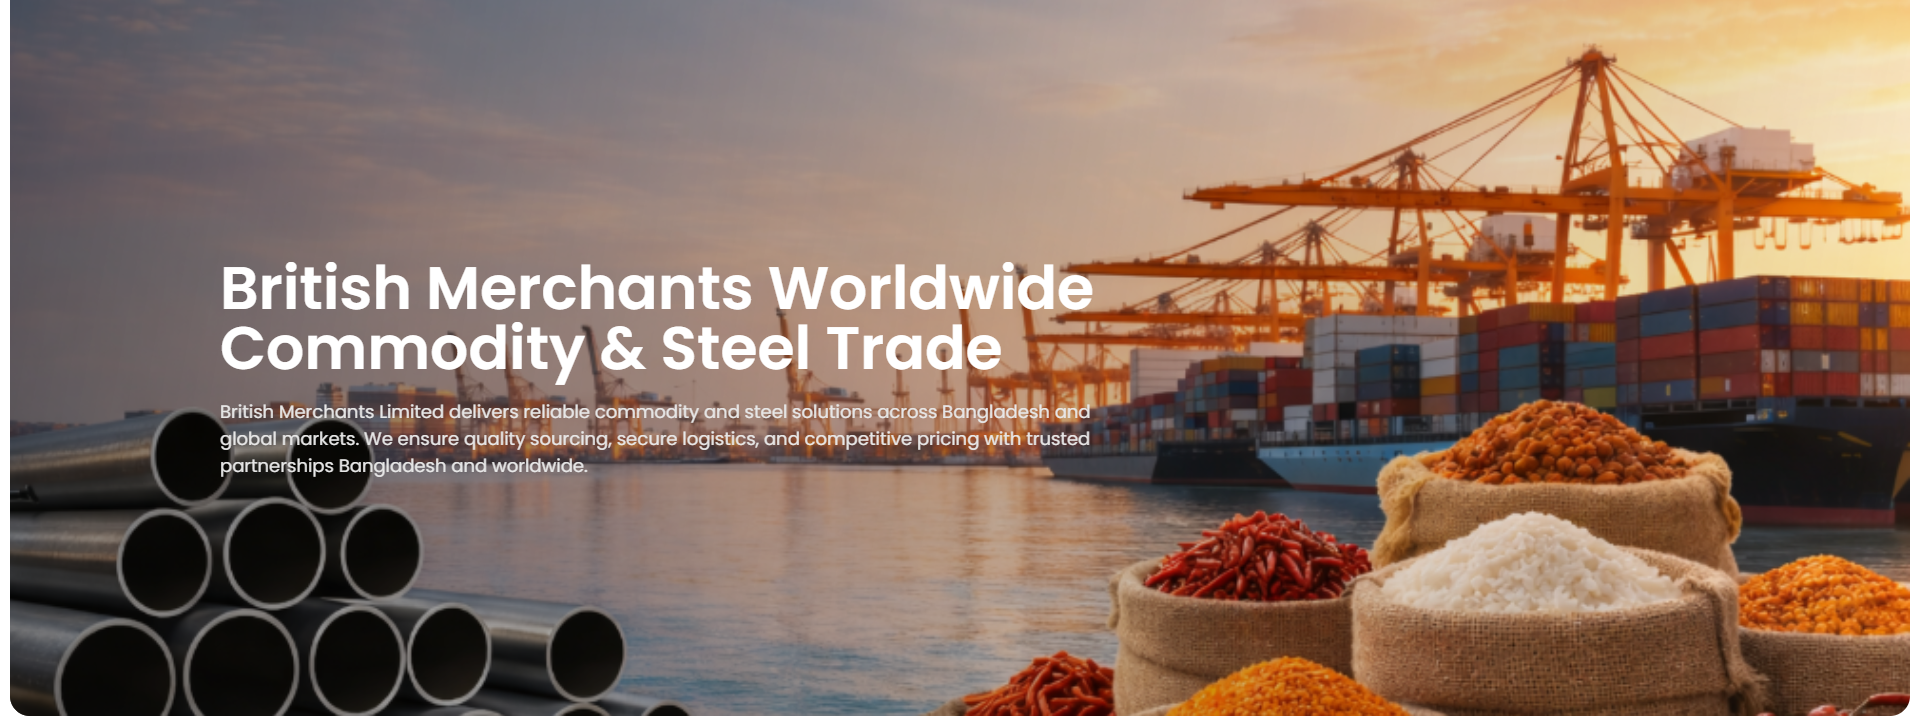 British Merchants Worldwide
Commodity & Steel Trade
British Merchants Limited delivers reliable commodity and steel solutions across Bangladesh and
global markets. We ensure quality sourcing, secure logistics, and competitive pricing with trusted
partnerships Bangladesh and worldwide.